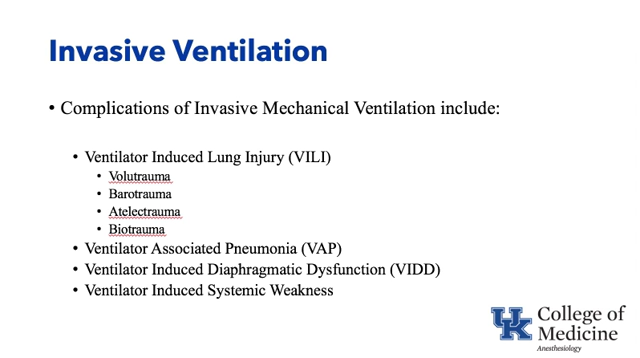 Invasive Ventilation
• Complications of Invasive Mechanical Ventilation include:
• Ventilator Induced Lung Injury (VILI)
• Volutrauma
• Barotrauma
• Atelectrauma
• Biotrauma
• Ventilator Associated Pneumonia (VAP)
• Ventilator Induced Diaphragmatic Dysfunction (VIDD)
• Ventilator Induced Systemic Weakness
UK College of
Medicine
Anesthesiology